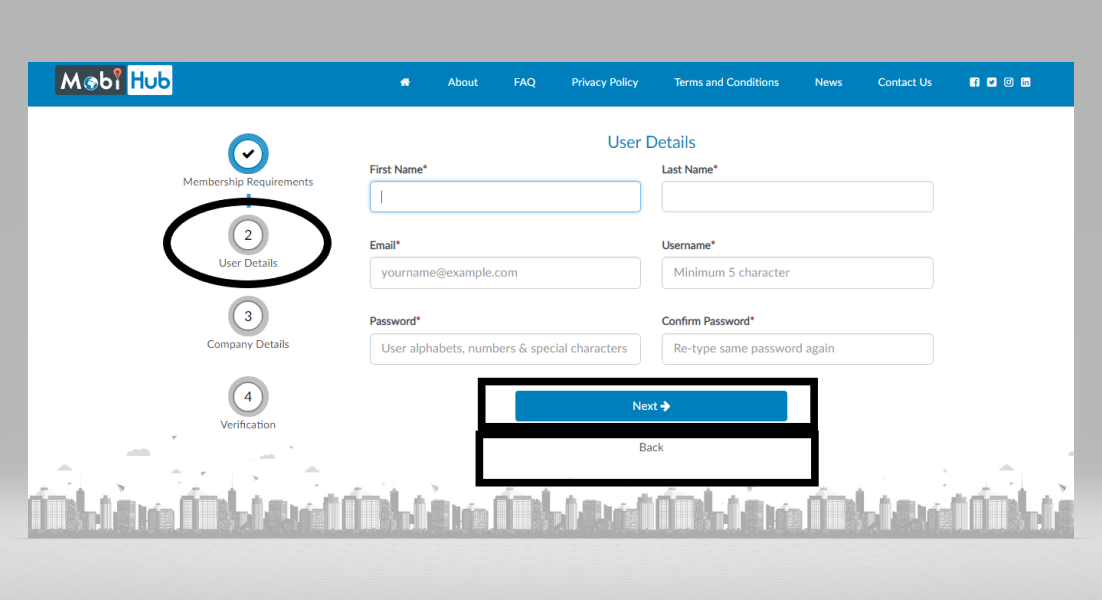 Mobi Hub
About FAQ Privacy Policy Terms and Conditions News Contact Us
Membership Requirements
2
User Details
3
Company Details
4
Verification
User Details
First Name* Last Name*
Email* Username*
yourname@example.com Minimum 5 character
Password* Confirm Password*
User alphabets, numbers & special characters Re-type same password again
Next
Back